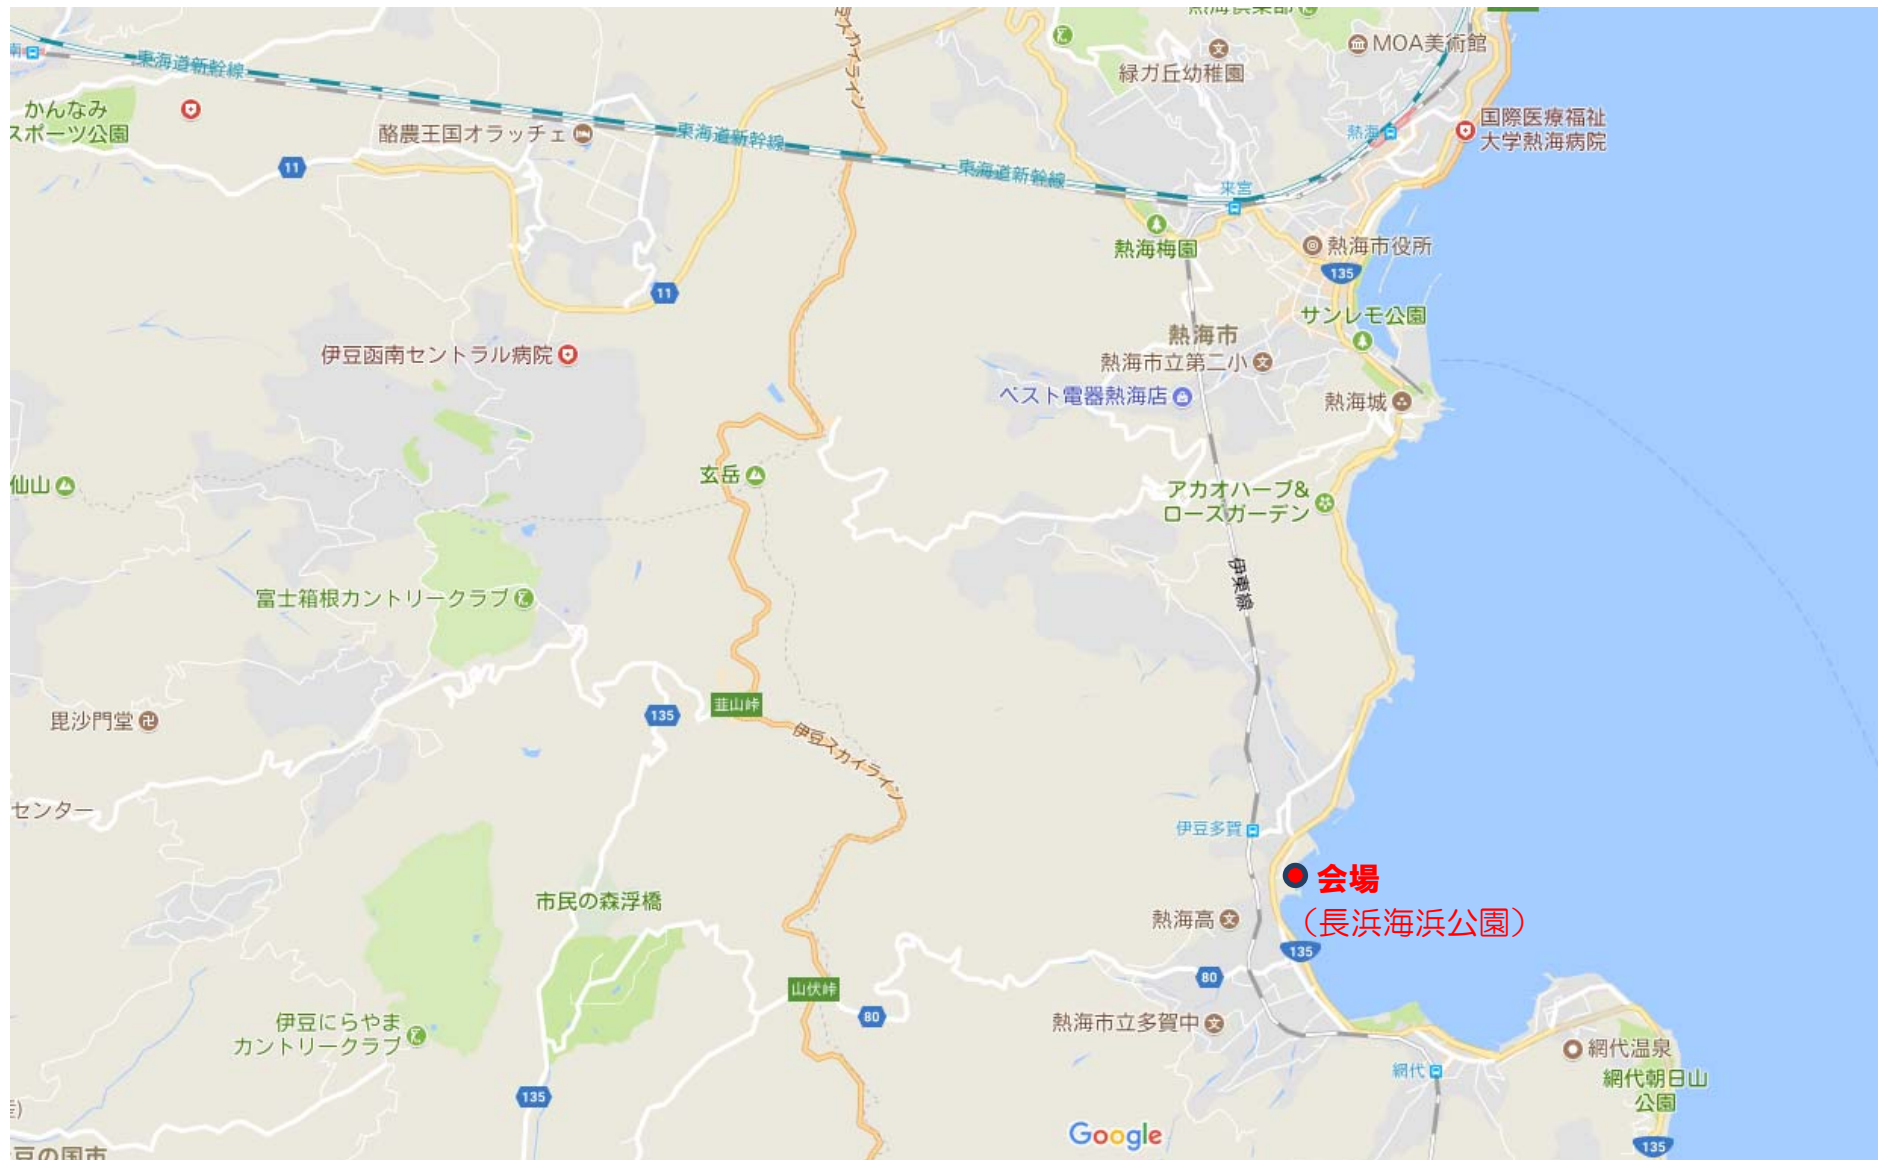 豆スカイライン
MOA美術館
緑ガ丘幼稚園
南
東海道新幹線
かんなみ
スポーツ公園
酪農王国オラッチェ
東海道新幹線
東海道新幹線
熱海
国際医療福祉
大学熱海病院
11
来宮
熱海梅園
熱海市役所
135
11
サンレモ公園
熱海市
伊豆函南セントラル病院
熱海市立第二小
ベスト電器熱海店
熱海城
玄岳
仙山
アカオハーブ&
ローズガーデン
伊東線
富士箱根カントリークラブ
韮山峠
135
毘沙門堂
伊豆スカイライン
センター
伊豆多賀
会場
(長浜海浜公園)
市民の森浮橋
熱海高
135
80
山伏峠
80
伊豆にらやま
カントリークラブ
熱海市立多賀中
網代温泉
網代
網代朝日山
公園
135
Google
135
豆の国市